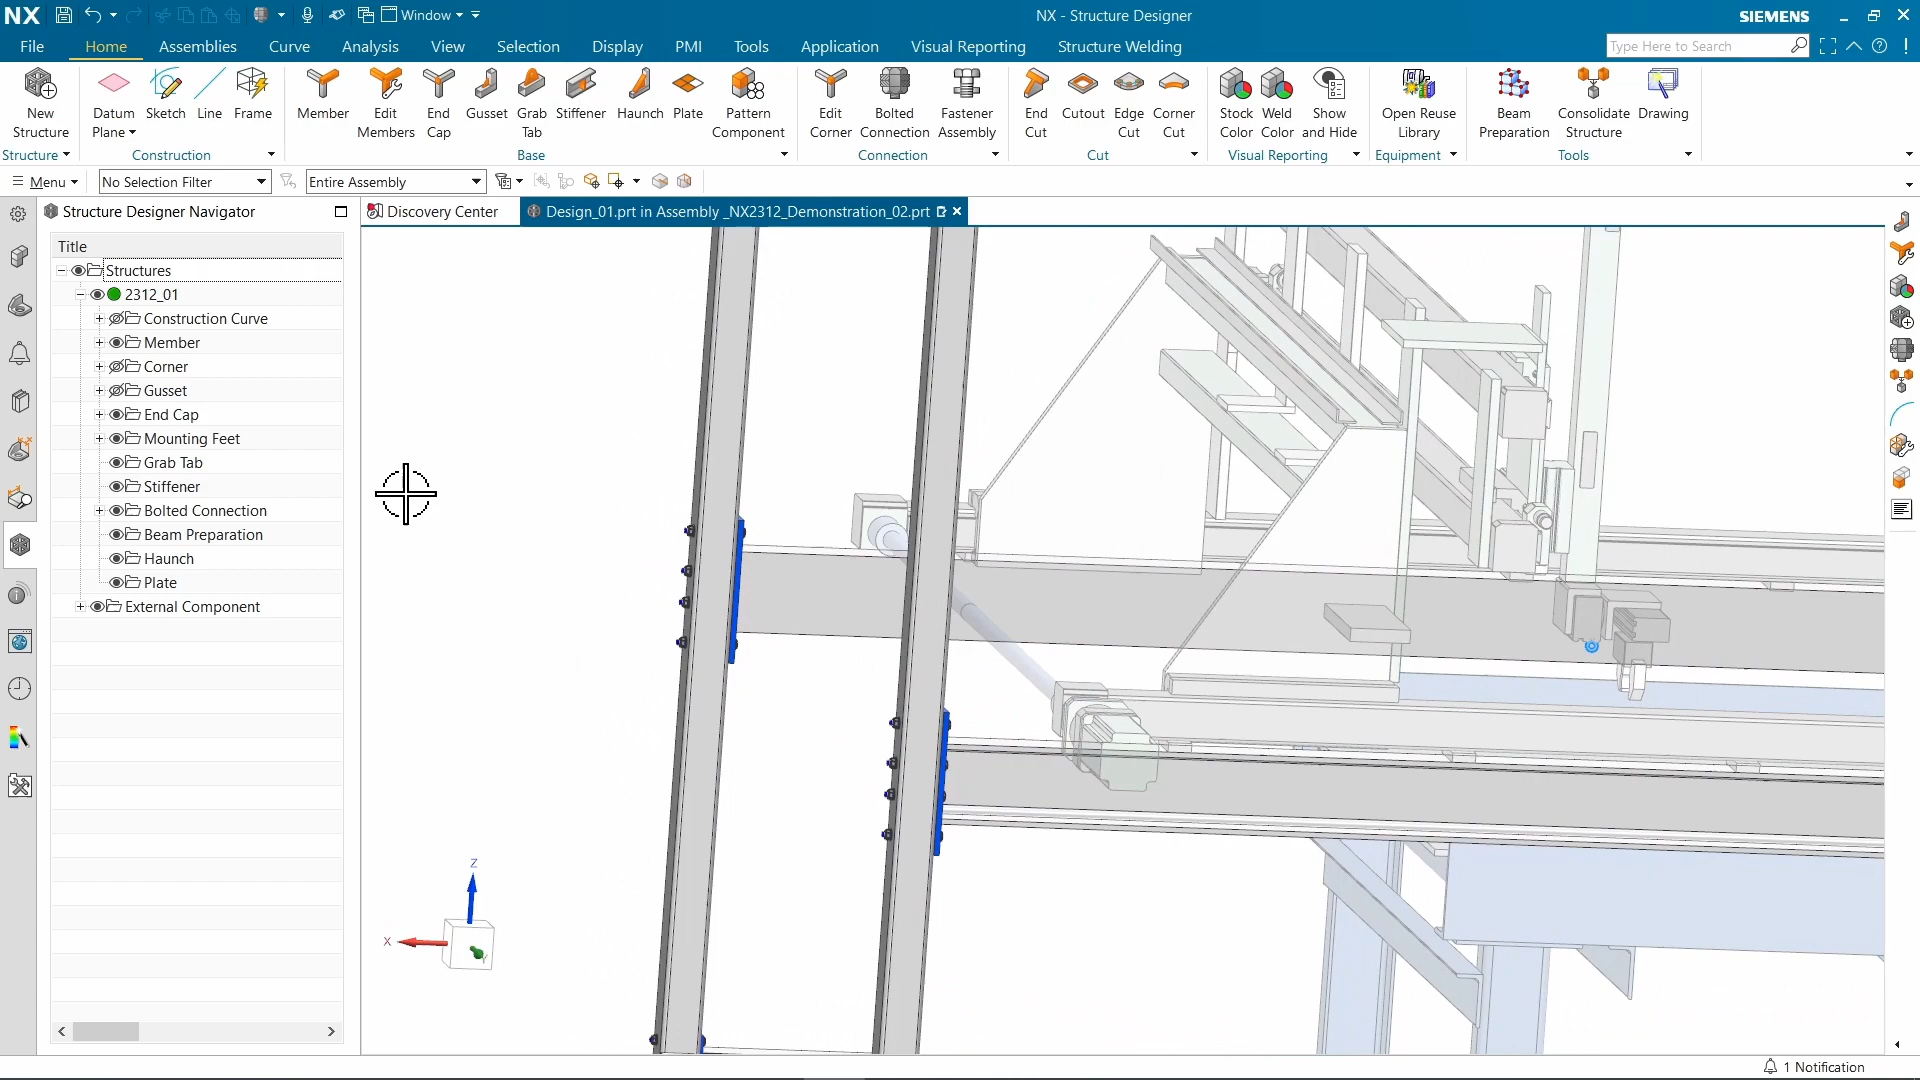 NX
Window
NX - Structure Designer
SIEMENS
File
Home
Assemblies
Curve
Analysis
View
Selection
Display
PMI
Tools
Application
Visual Reporting
Structure Welding
Type Here to Search
New
Structure
Datum
Plane
Sketch
Line
Frame
Member
Edit
Members
End
Cap
Gusset
Grab
Tab
Stiffener
Haunch
Plate
Pattern
Component
Edit
Corner
Bolted
Connection
Fastener
Assembly
End
Cut
Cutout
Edge
Cut
Corner
Cut
Stock
Color
Weld
Color
Show
and Hide
Open Reuse
Library
Beam
Preparation
Consolidate
Structure
Drawing
Structure
Construction
Base
Connection
Cut
Visual Reporting
Equipment
Tools
Menu
No Selection Filter
Entire Assembly
Structure Designer Navigator
Discovery Center
Design_01.prt in Assembly _NX2312_Demonstration_02.prt
Title
Structures
2312_01
Construction Curve
Member
Corner
Gusset
End Cap
Mounting Feet
Grab Tab
Stiffener
Bolted Connection
Beam Preparation
Haunch
Plate
External Component
Z
X
Y
1 Notification